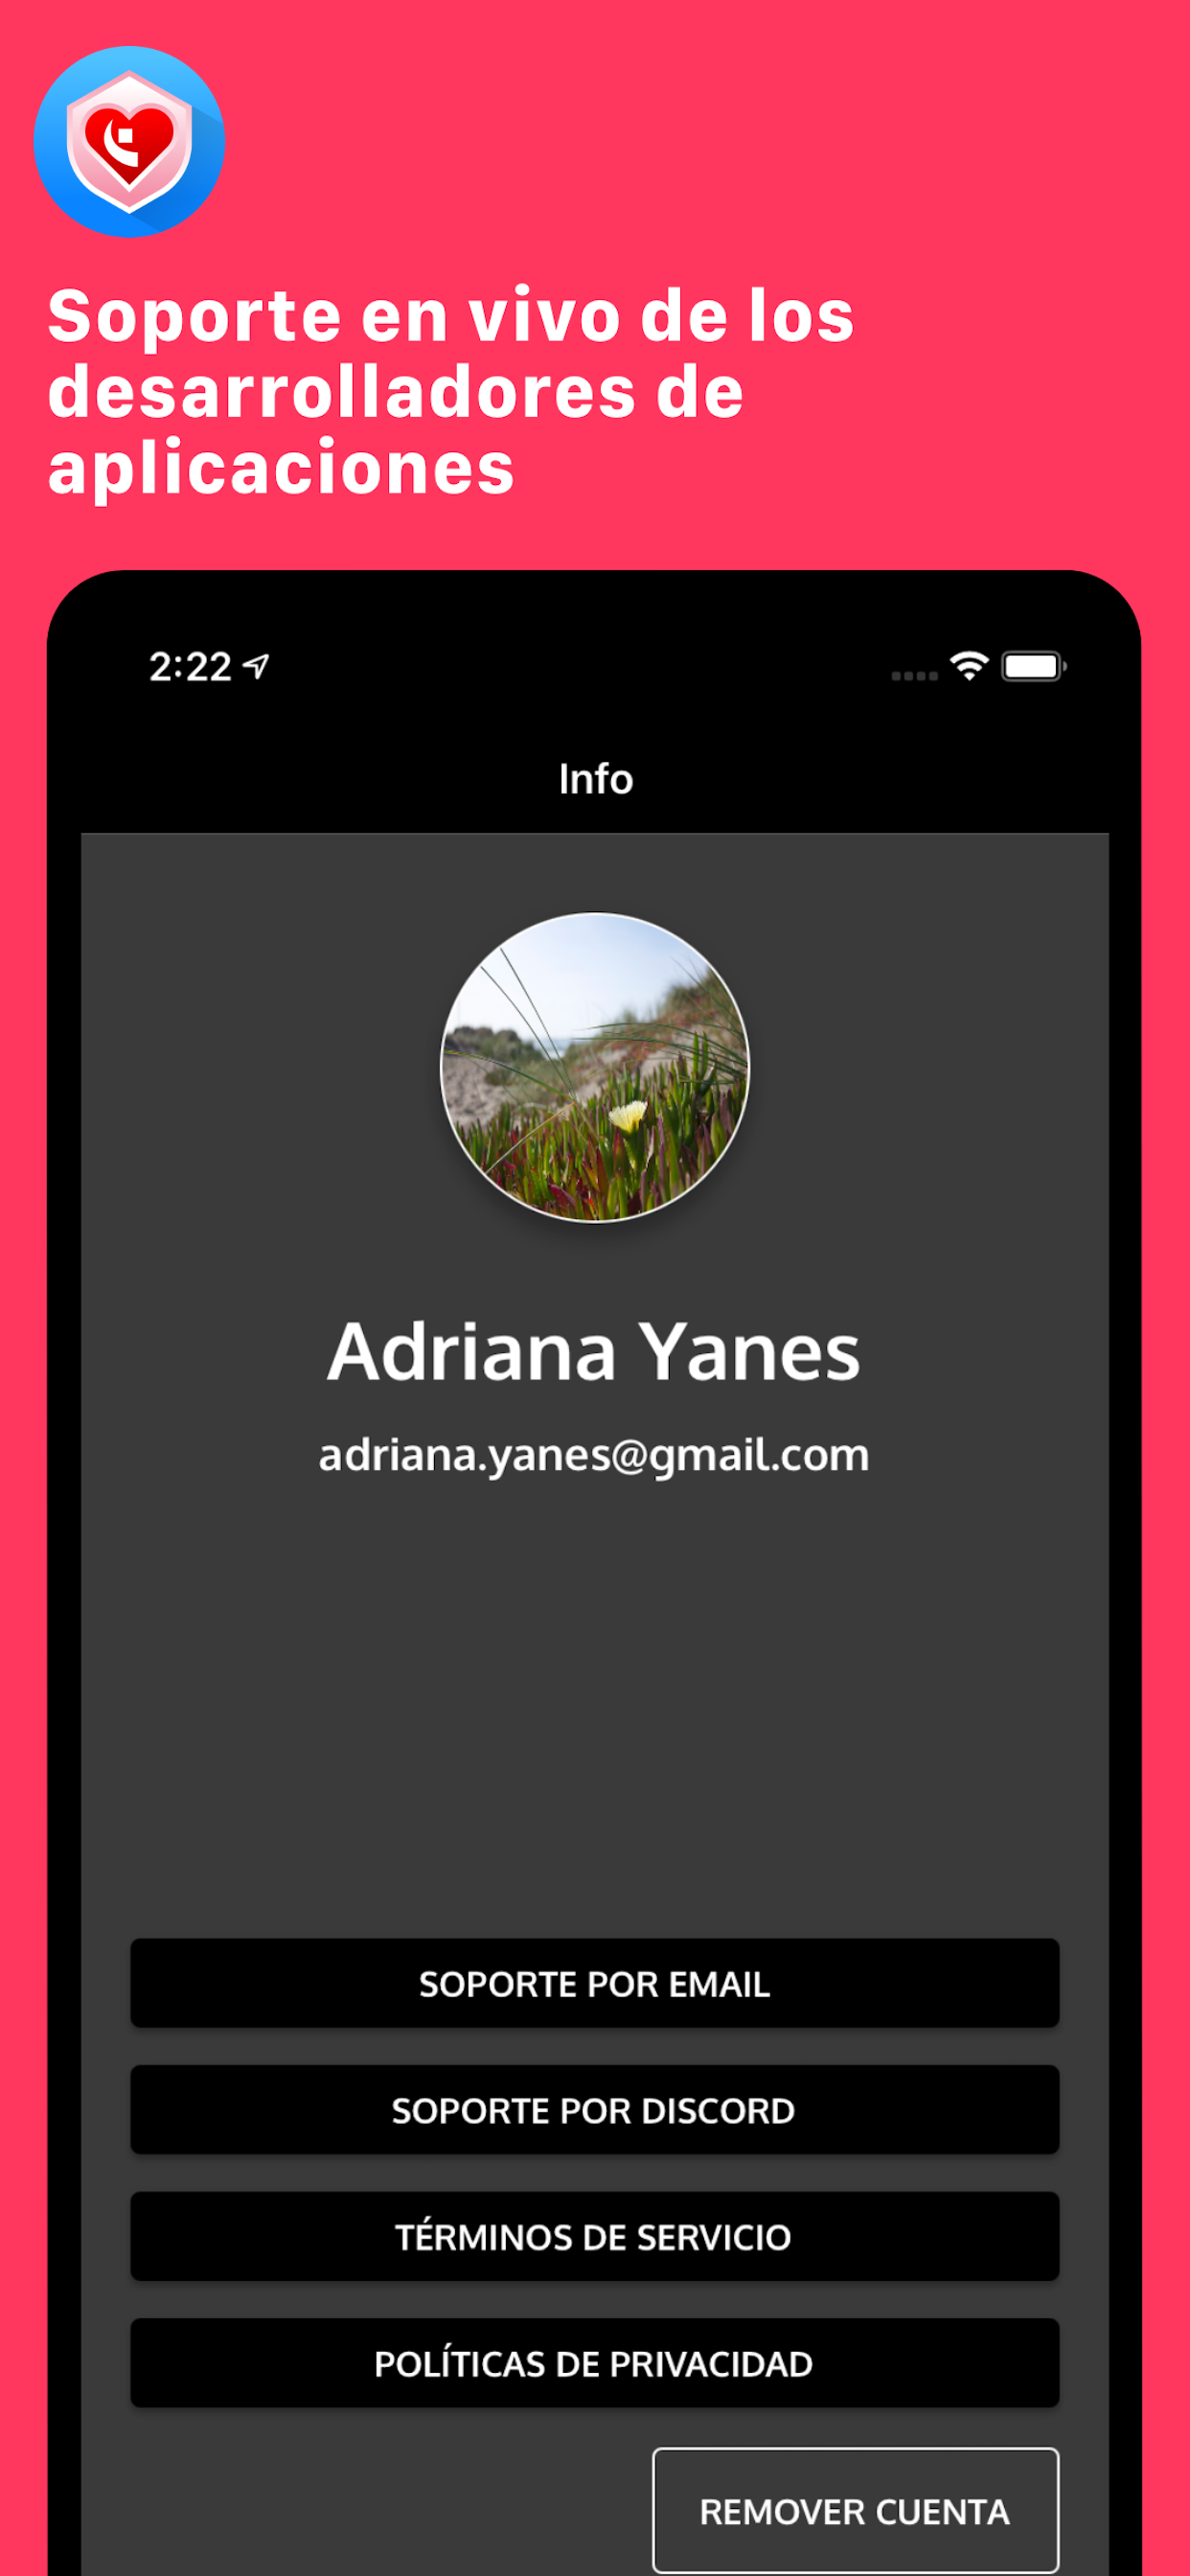 Soporte en vivo de los
desarrolladores de
aplicaciones
2:22
Info
Adriana Yanes
adriana.yanes@gmail.com
SOPORTE POR EMAIL
SOPORTE POR DISCORD
TÉRMINOS DE SERVICIO
POLÍTICAS DE PRIVACIDAD
REMOVER CUENTA